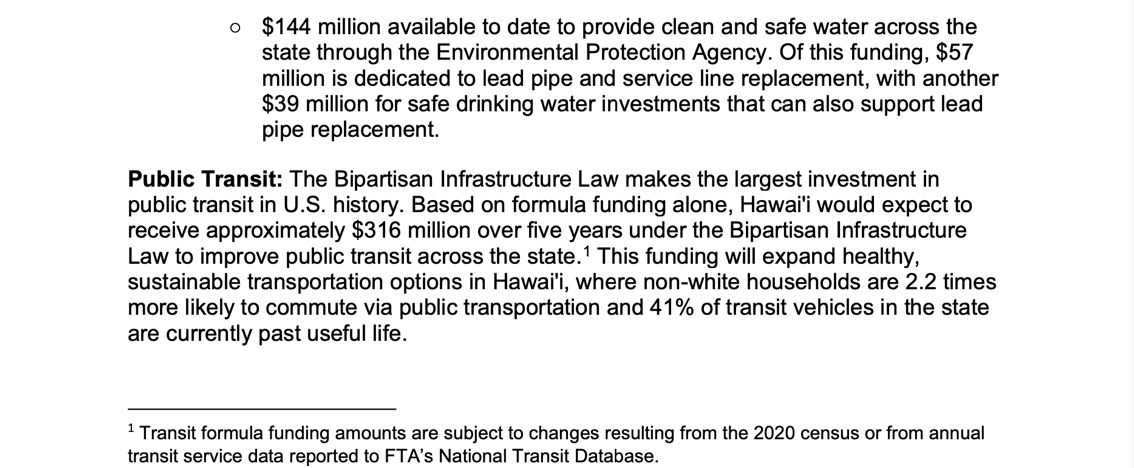 ○ $144 million available to date to provide clean and safe water across the
state through the Environmental Protection Agency. Of this funding, $57
million is dedicated to lead pipe and service line replacement, with another
$39 million for safe drinking water investments that can also support lead
pipe replacement.
Public Transit: The Bipartisan Infrastructure Law makes the largest investment in
public transit in U.S. history. Based on formula funding alone, Hawai'i would expect to
receive approximately $316 million over five years under the Bipartisan Infrastructure
Law to improve public transit across the state.¹ This funding will expand healthy,
sustainable transportation options in Hawai'i, where non-white households are 2.2 times
more likely to commute via public transportation and 41% of transit vehicles in the state
are currently past useful life.
¹ Transit formula funding amounts are subject to changes resulting from the 2020 census or from annual
transit service data reported to FTA’s National Transit Database.